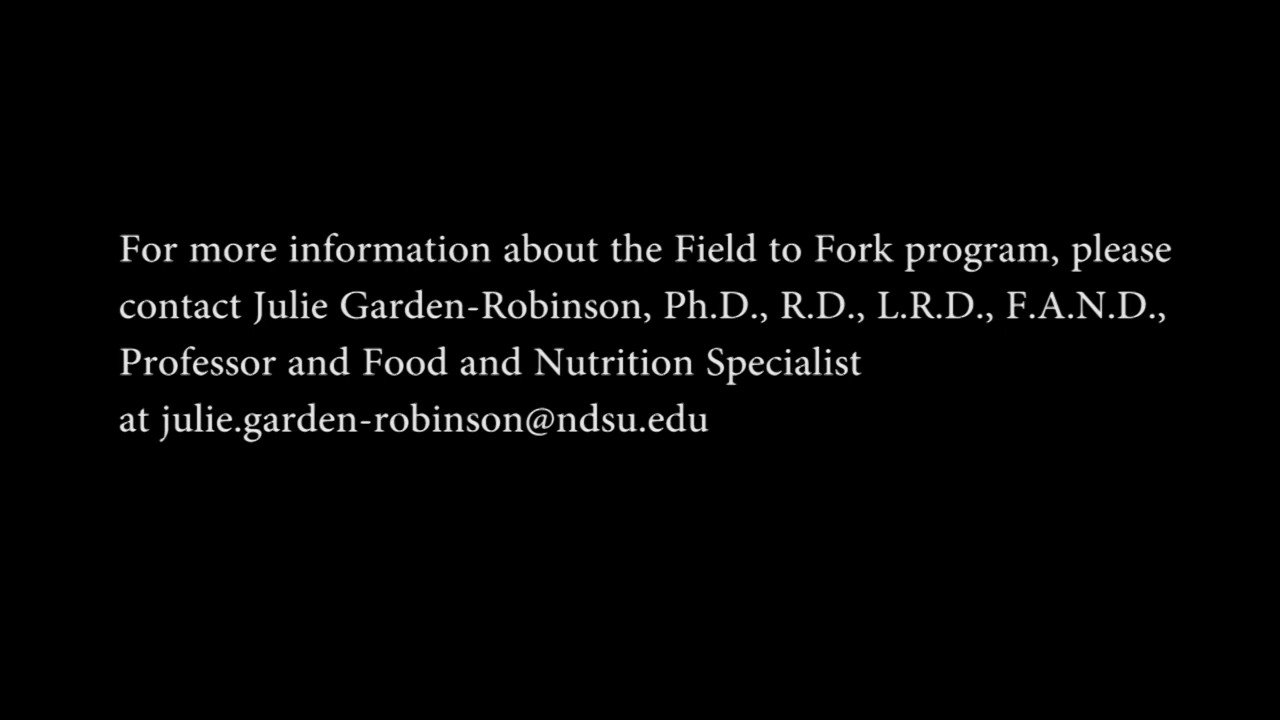 For more information about the Field to Fork program, please
contact Julie Garden-Robinson, Ph.D., R.D., L.R.D., F.A.N.D.,
Professor and Food and Nutrition Specialist
at julie.garden-robinson@ndsu.edu